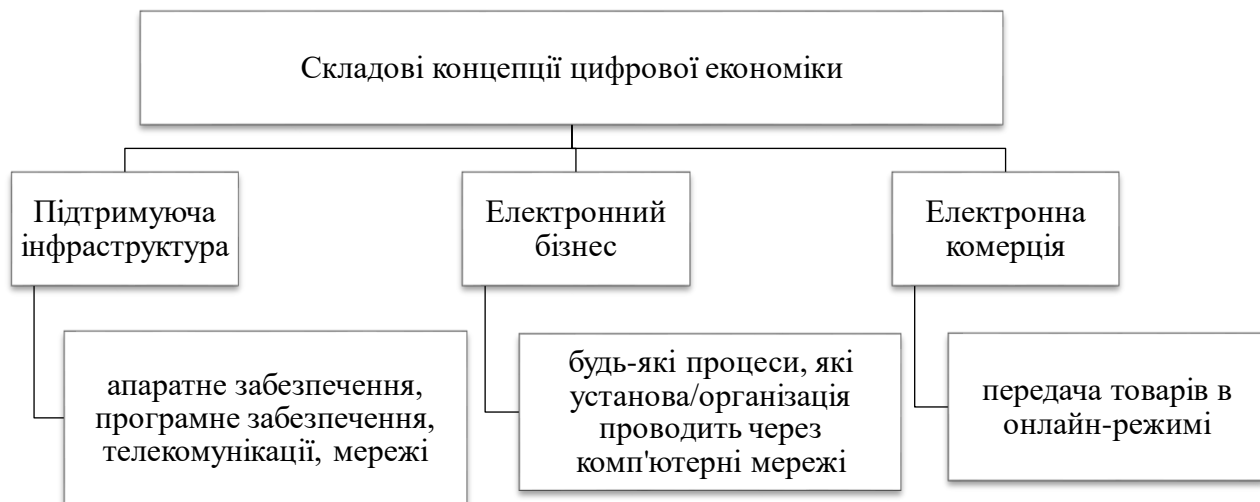 Складові концепції цифрової економіки
Підтримуюча
інфраструктура
апаратне забезпечення,
програмне забезпечення,
телекомунікації, мережі
Електронний
бізнес
будь-які процеси, які
установа/організація
проводить через
комп'ютерні мережі
Електронна
комерція
передача товарів в
онлайн-режимі